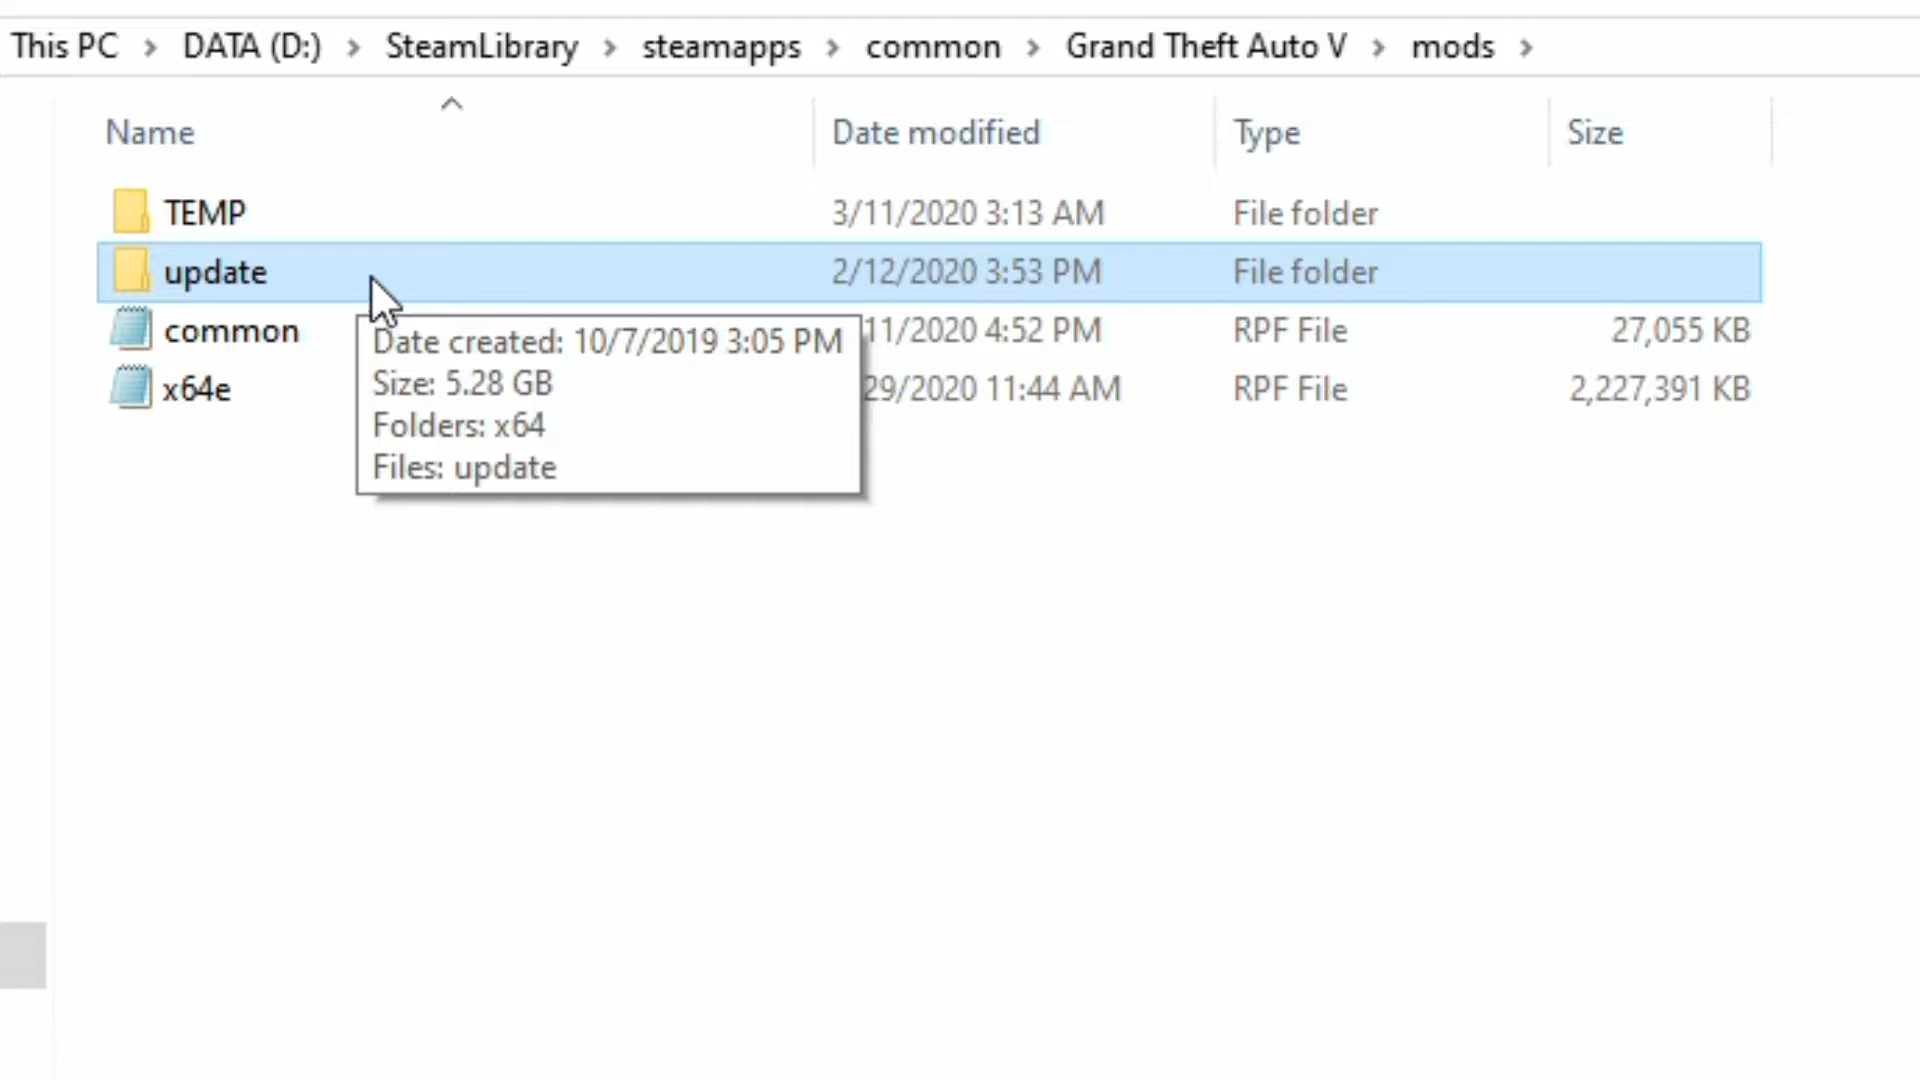 This PC > DATA (D:) > SteamLibrary > steamapps > common > Grand Theft Auto V > mods >
Name Date modified Type Size
TEMP 3/11/2020 3:13 AM File folder
update 2/12/2020 3:53 PM File folder
common 11/2020 4:52 PM RPF File 27,055 KB
x64e 29/2020 11:44 AM RPF File 2,227,391 KB
Date created: 10/7/2019 3:05 PM
Size: 5.28 GB
Folders: x64
Files: update